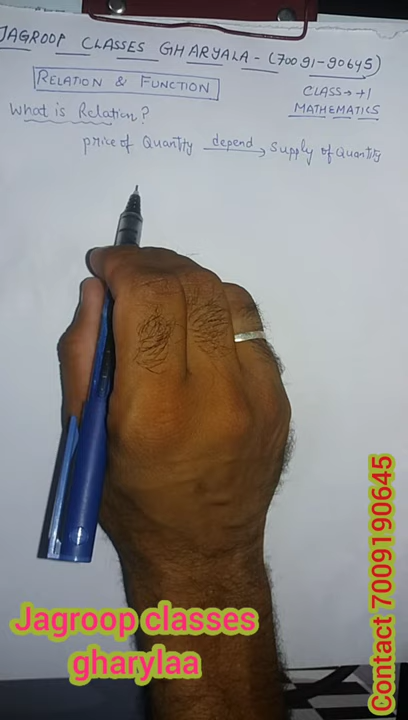 JAGROOP CLASSES GHARYALA - (70091-90645)
RELATION & FUNCTION
CLASS → +1
MATHEMATICS
What is Relation?
price of Quantity depend → Supply of Quantity
Jagroop classes
gharylaa
Contact 7009190645